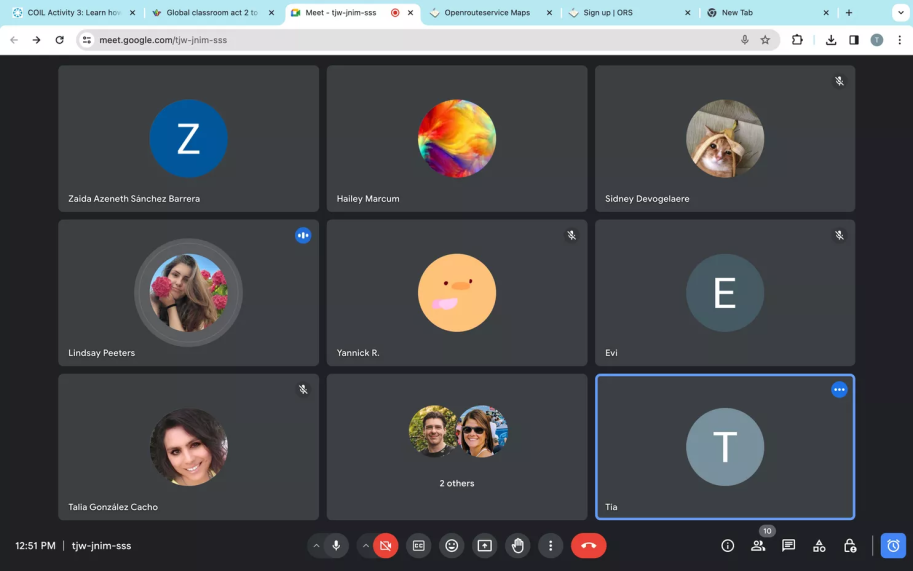 COIL Activity 3: Learn how
Global classroom act 2 to
Meet - tjw-jnim-sss
Openrouteservice Maps
Sign up | ORS
New Tab
meet.google.com/tjw-jnim-sss
T
Z
Zaida Azeneth Sánchez Barrera
Hailey Marcum
Sidney Devogelaere
Lindsay Peeters
Yannick R.
E
Evi
Talia González Cacho
2 others
T
Tia
12:51 PM | tjw-jnim-sss
CC
10